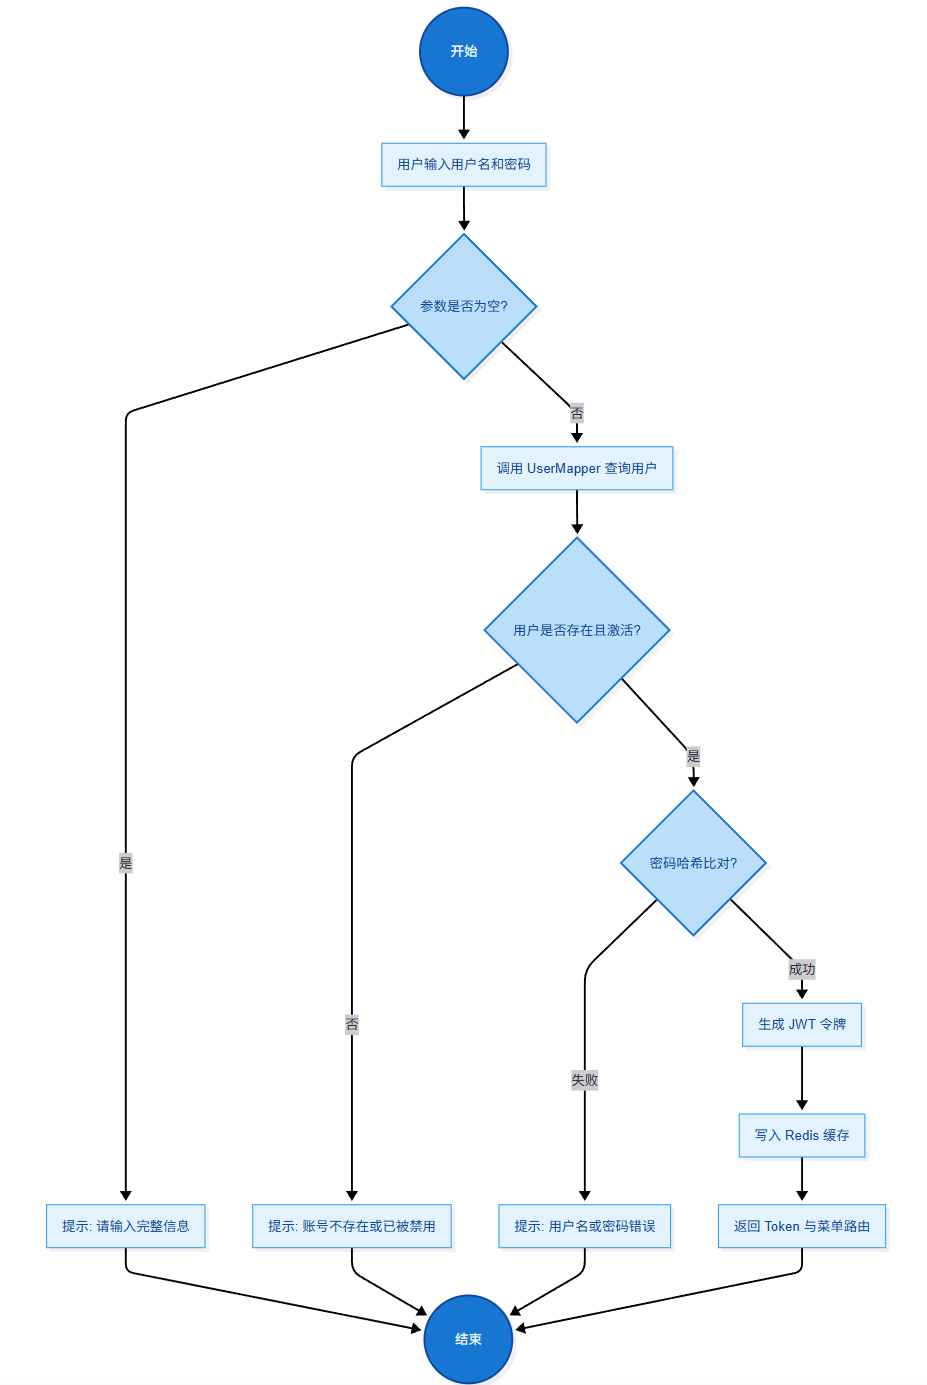 开始
用户输入用户名和密码
参数是否为空?
否
调用 UserMapper 查询用户
用户是否存在且激活?
是
密码哈希比对?
是
成功
否
生成 JWT 令牌
失败
写入 Redis 缓存
提示: 请输入完整信息
提示: 账号不存在或已被禁用
提示: 用户名或密码错误
返回 Token 与菜单路由
结束